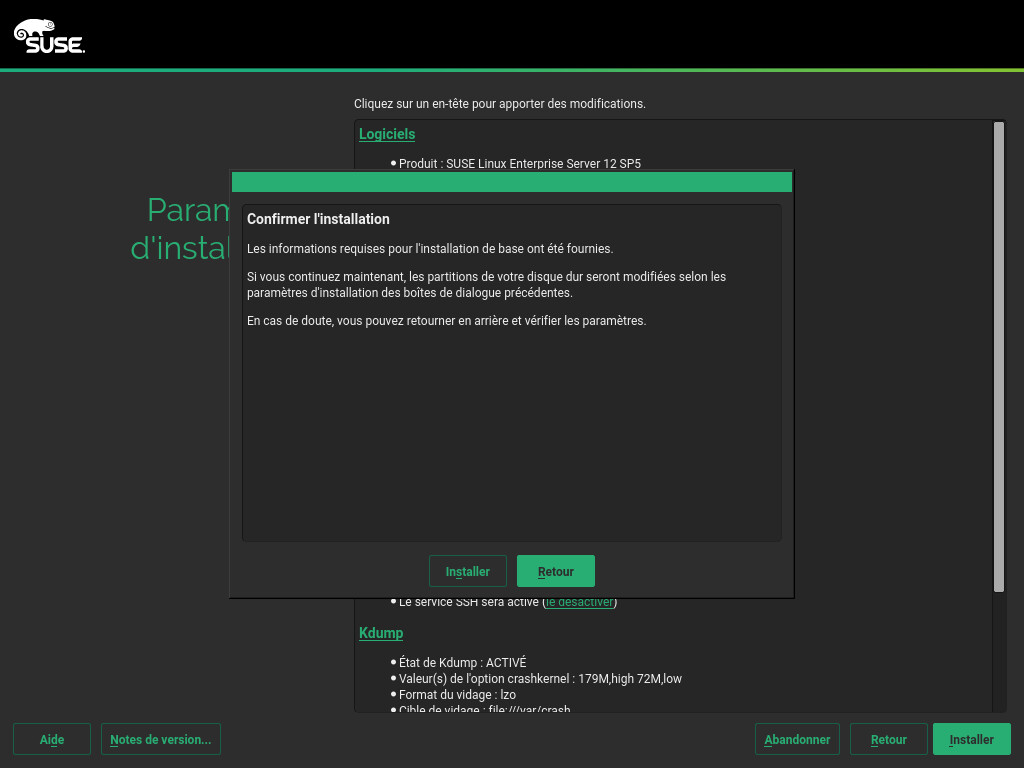 SUSE.
Cliquez sur un en-tête pour apporter des modifications.
Logiciels
Produit : SUSE Linux Enterprise Server 12 SP5
Confirmer l'installation
Les informations requises pour l'installation de base ont été fournies.
Si vous continuez maintenant, les partitions de votre disque dur seront modifiées selon les
paramètres d'installation des boîtes de dialogue précédentes.
En cas de doute, vous pouvez retourner en arrière et vérifier les paramètres.
Installer Retour
Le service SSH sera activé (le désactiver)
Kdump
État de Kdump : ACTIVÉ
Valeur(s) de l'option crashkernel : 179M,high 72M,low
Format du vidage : lzo
Cible de vidage : file:///var/crash
Aide Notes de version... Abandonner Retour Installer